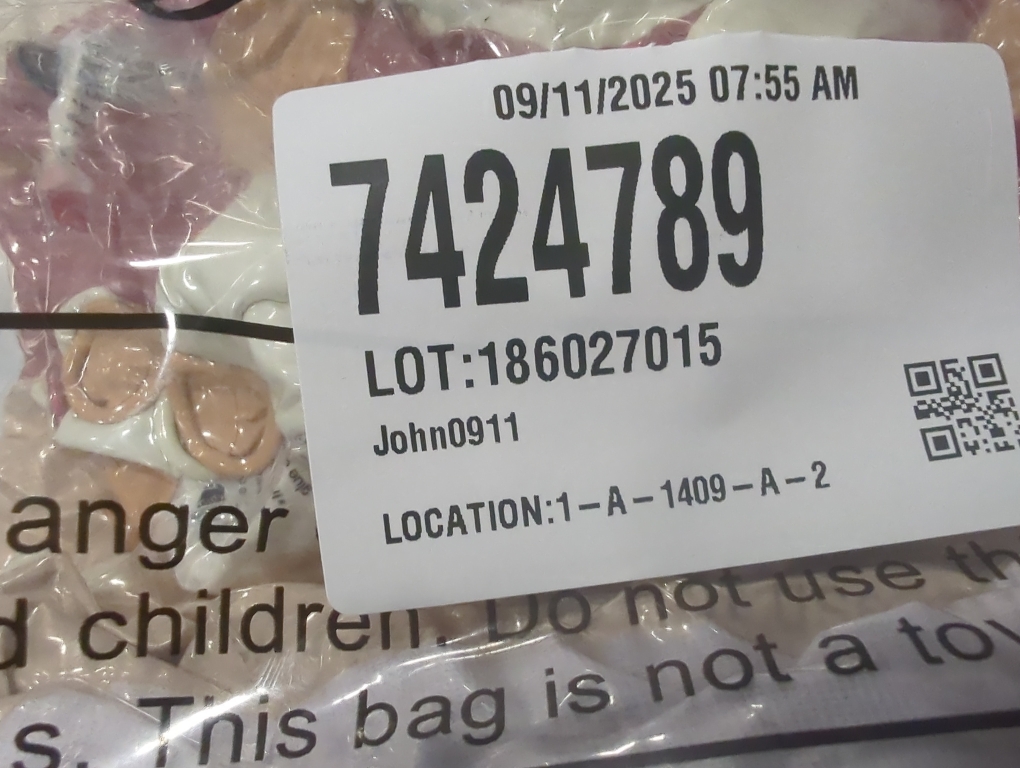 09/11/2025 07:55 AM
7424789
LOT:186027015
John0911
LOCATION:1-A-1409-A-2
anger
d children. Do not use th
s. This bag is not a toy